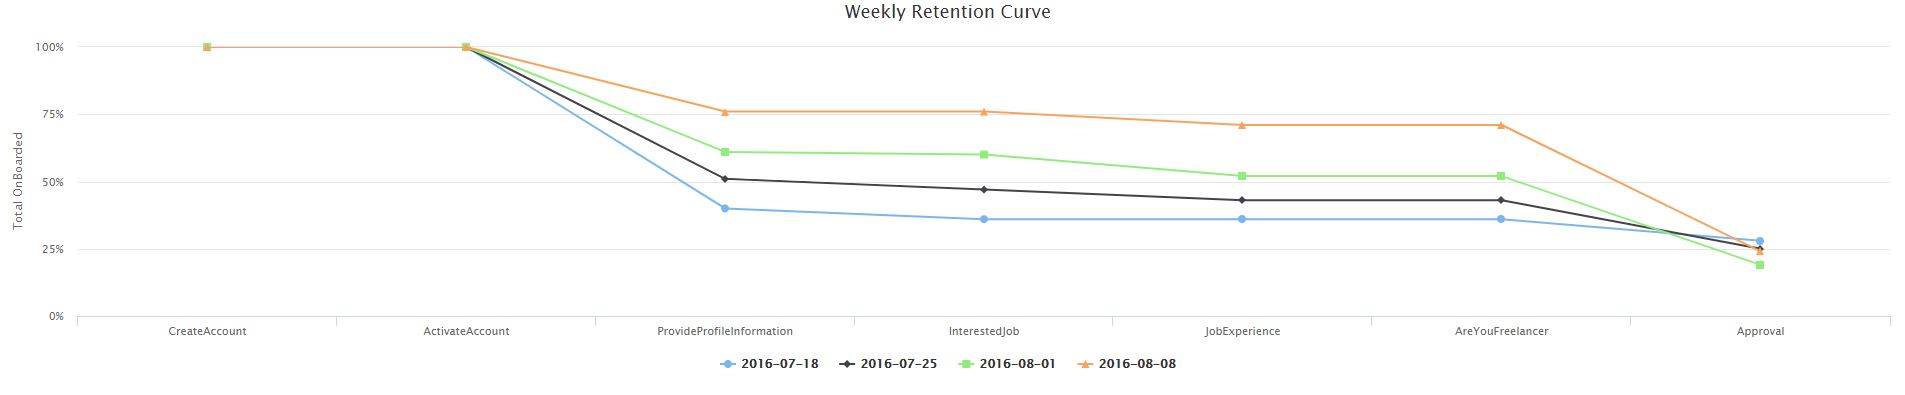 Weekly Retention Curve
Total OnBoarded
100%
75%
50%
25%
0%
CreateAccount ActivateAccount ProvideProfileInformation InterestedJob JobExperience AreYouFreelancer Approval
2016-07-18 2016-07-25 2016-08-01 2016-08-08